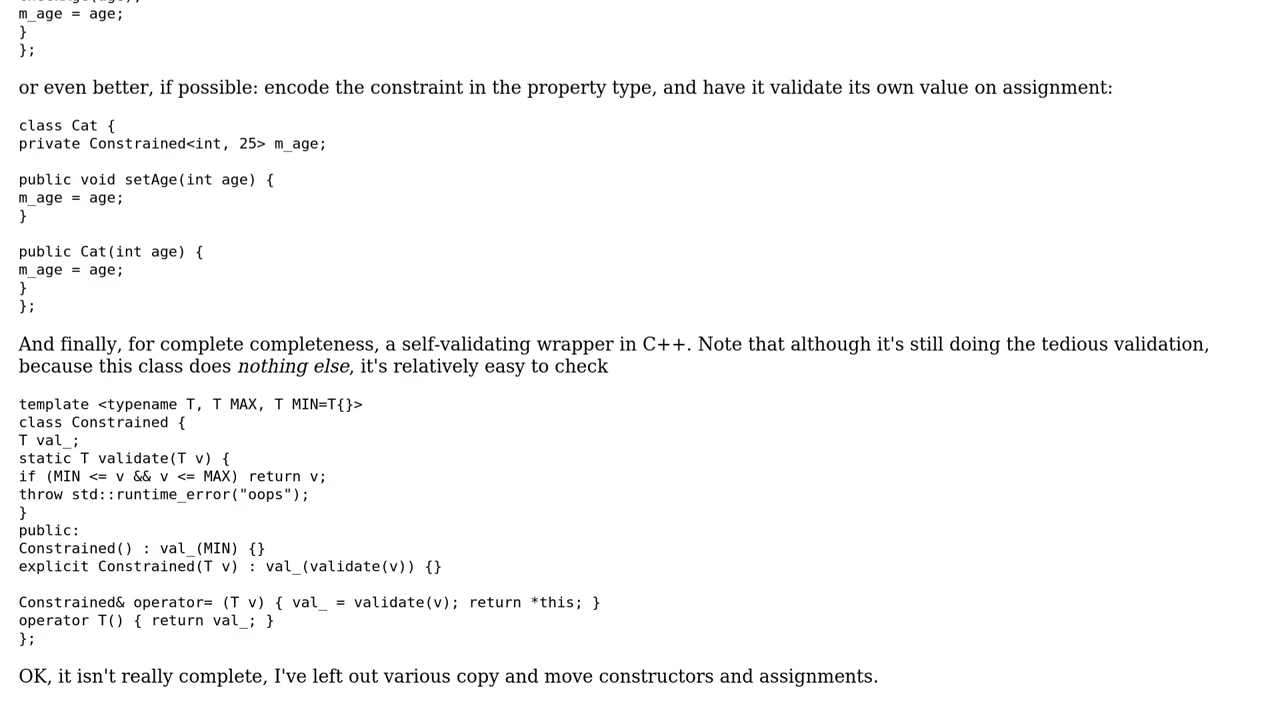 m_age = age;
}
};
or even better, if possible: encode the constraint in the property type, and have it validate its own value on assignment:
class Cat {
private Constrained<int, 25> m_age;
public void setAge(int age) {
m_age = age;
}
public Cat(int age) {
m_age = age;
}
};
And finally, for complete completeness, a self-validating wrapper in C++. Note that although it's still doing the tedious validation,
because this class does nothing else, it's relatively easy to check
template <typename T, T MAX, T MIN=T{}>
class Constrained {
T val_;
static T validate(T v) {
if (MIN <= v && v <= MAX) return v;
throw std::runtime_error("oops");
}
public:
Constrained() : val_(MIN) {}
explicit Constrained(T v) : val_(validate(v)) {}
Constrained& operator= (T v) { val_ = validate(v); return *this; }
operator T() { return val_; }
};
OK, it isn't really complete, I've left out various copy and move constructors and assignments.